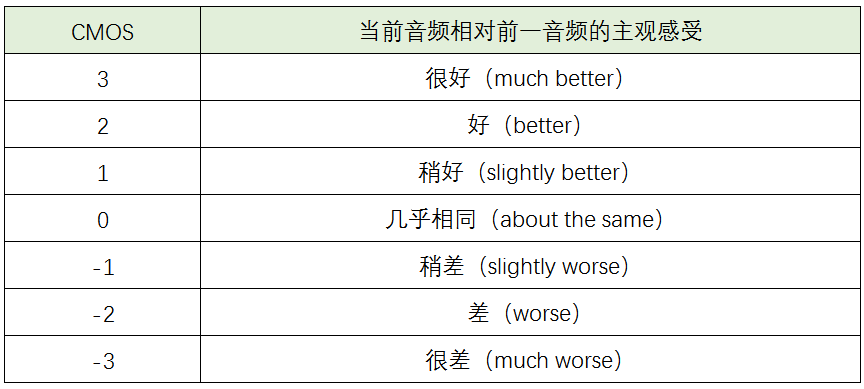 CMOS 当前音频相对前一音频的主观感受
3 很好（much better）
2 好（better）
1 稍好（slightly better）
0 几乎相同（about the same）
-1 稍差（slightly worse）
-2 差（worse）
-3 很差（much worse）